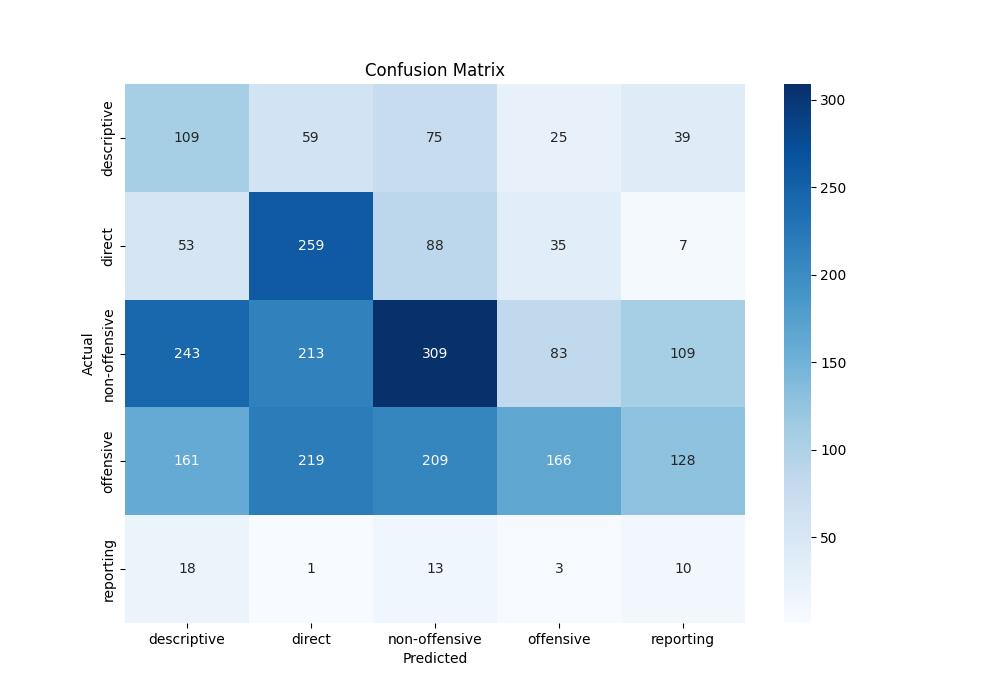 Confusion Matrix
Actual
descriptive
109 59 75 25 39
direct
53 259 88 35 7
non-offensive
243 213 309 83 109
offensive
161 219 209 166 128
reporting
18 1 13 3 10
descriptive direct non-offensive offensive reporting
Predicted
300
250
200
150
100
50